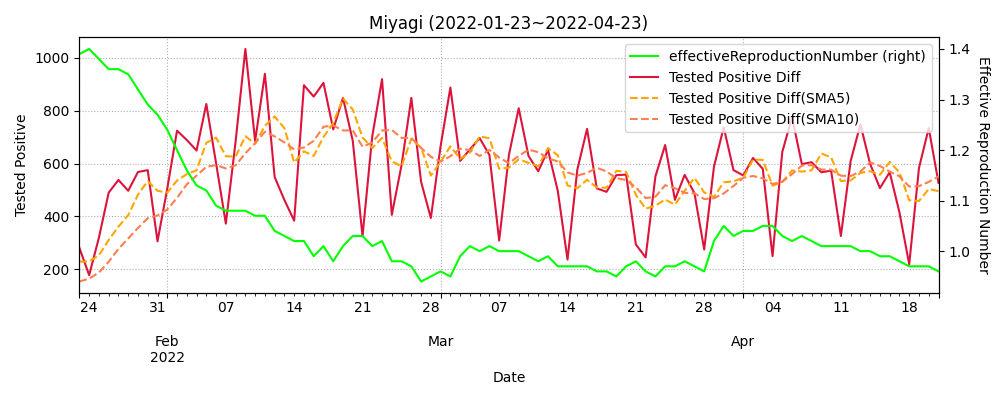 Miyagi (2022-01-23~2022-04-23)
effectiveReproductionNumber (right)
Tested Positive Diff
Tested Positive Diff(SMA5)
Tested Positive Diff(SMA10)
Tested Positive
1000
800
600
400
200
Effective Reproduction Number
1.4
1.3
1.2
1.1
1.0
24 31 07 14 21 28 07 14 21 28 04 11 18
Feb Mar Apr
2022
Date